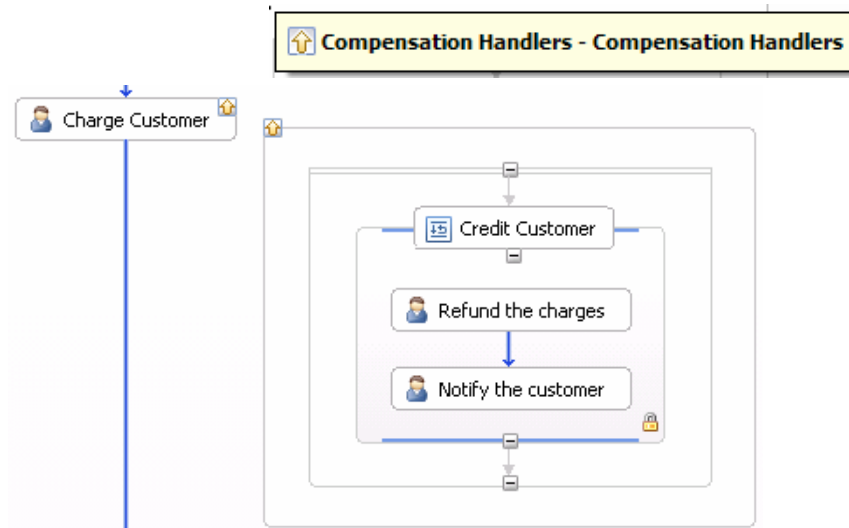 Compensation Handlers - Compensation Handlers
Charge Customer
Credit Customer
Refund the charges
Notify the customer